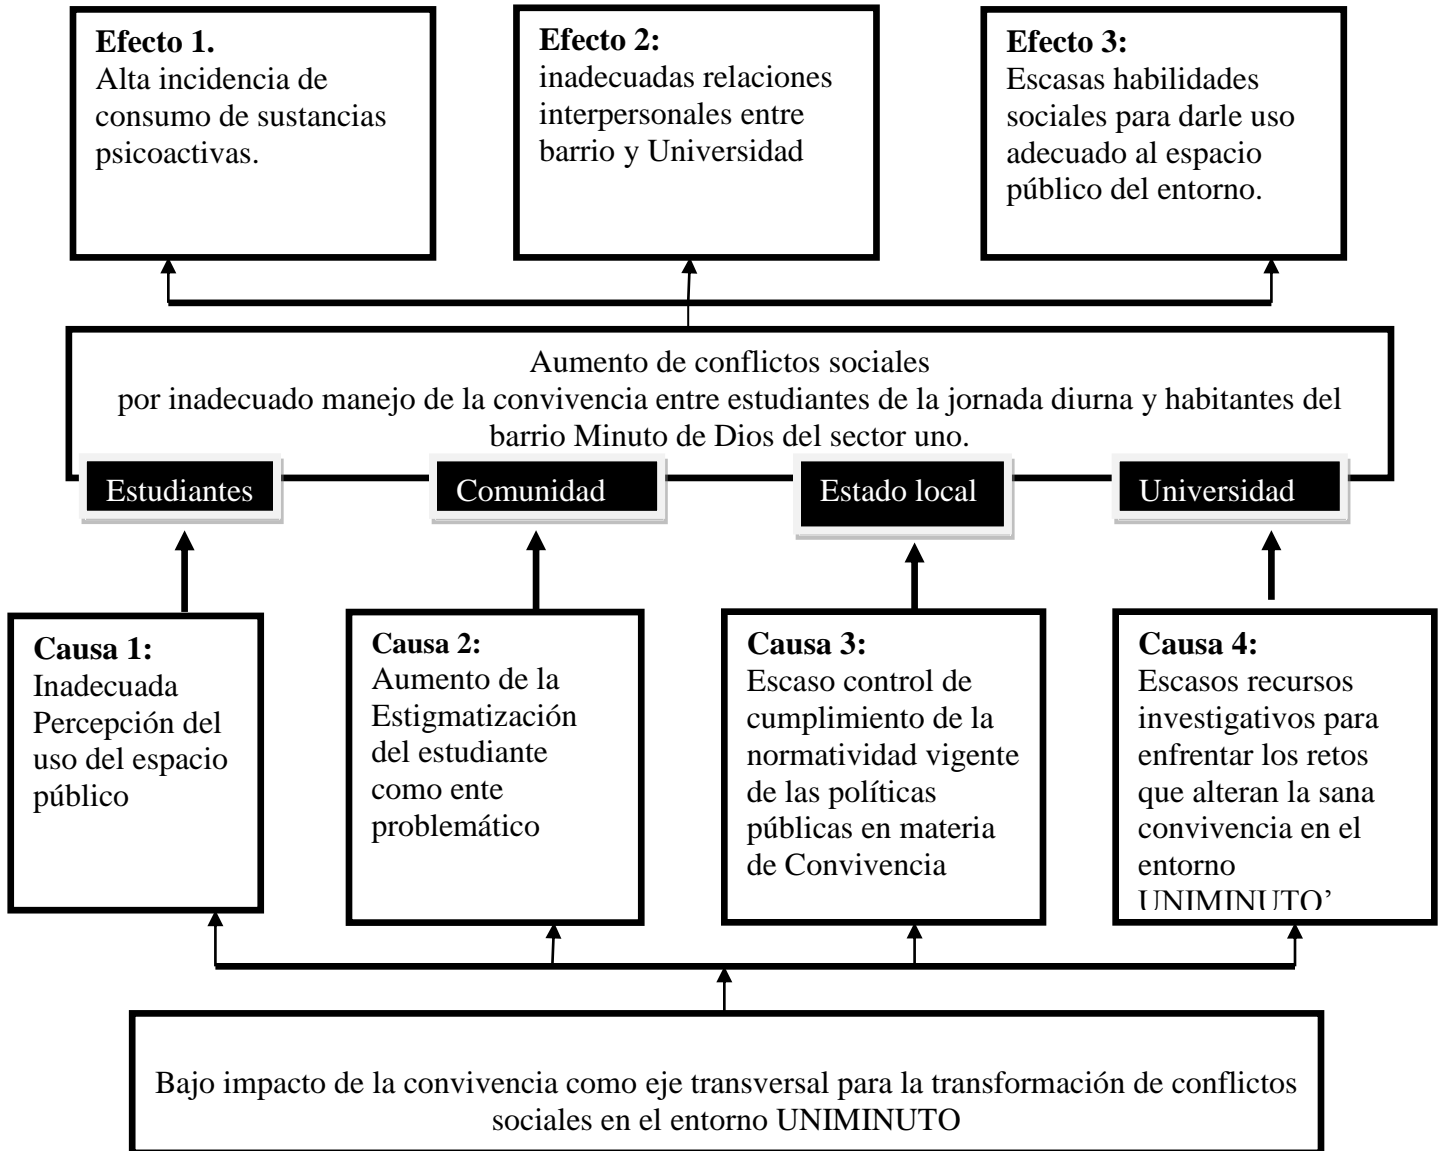 Efecto 1.
Alta incidencia de
consumo de sustancias
psicoactivas.
Efecto 2:
inadecuadas relaciones
interpersonales entre
barrio y Universidad
Efecto 3:
Escasas habilidades
sociales para darle uso
adecuado al espacio
público del entorno.
Aumento de conflictos sociales
por inadecuado manejo de la convivencia entre estudiantes de la jornada diurna y habitantes del
barrio Minuto de Dios del sector uno.
Estudiantes
Comunidad
Estado local
Universidad
Causa 1:
Inadecuada
Percepción del
uso del espacio
público
Causa 2:
Aumento de la
Estigmatización
del estudiante
como ente
problemático
Causa 3:
Escaso control de
cumplimiento de la
normatividad vigente
de las políticas
públicas en materia
de Convivencia
Causa 4:
Escasos recursos
investigativos para
enfrentar los retos
que alteran la sana
convivencia en el
entorno
UNIMINUTO’
Bajo impacto de la convivencia como eje transversal para la transformación de conflictos
sociales en el entorno UNIMINUTO